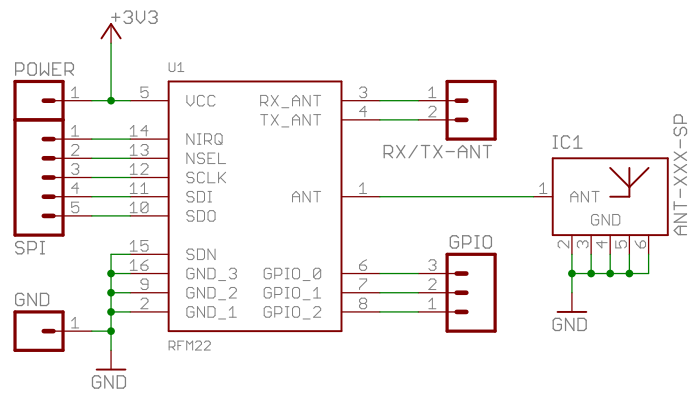 +3V3
POWER
U1
1 5 VCC RX_ANT 3 1
TX_ANT 4 2
1 14 NIRQ RX/TX-ANT IC1
2 13 NSEL
3 12 SCLK
4 11 SDI ANT 1 1 ANT
5 10 SDO GND
ANT-XXX-SP
SPI
15 SDN GPIO 2 3 4 5 6
16 GND_3 GPIO_0 6 3
GND 9 GND_2 GPIO_1 7 2
2 GND_1 GPIO_2 8 1
1 GND
RFM22
GND